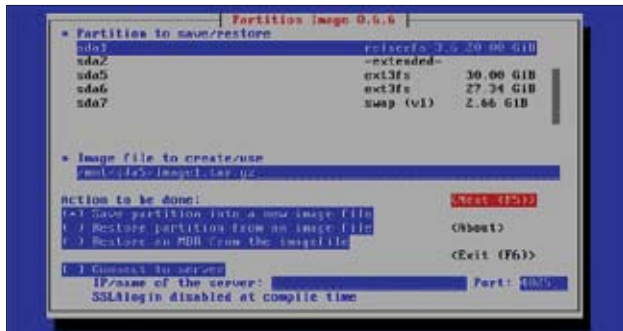 Partition Image 0.6.6
* Partition to save/restore
sda1 reiserfs-3.6 20.00 GiB
sda2 -extended-
sda5 ext3fs 30.00 GiB
sda6 ext3fs 27.34 GiB
sda7 swap (v1) 2.66 GiB
* Image file to create/use
/mnt/sda5-Image1.tar.gz
Action to be done: <Next (F5)>
(*) Save partition into a new image file
( ) Restore partition from an image file <About>
( ) Restore an MBR from the imagefile
<Exit (F6)>
[ ] Connect to server
IP/name of the server: Port: 4025
SSL&login disabled at compile time